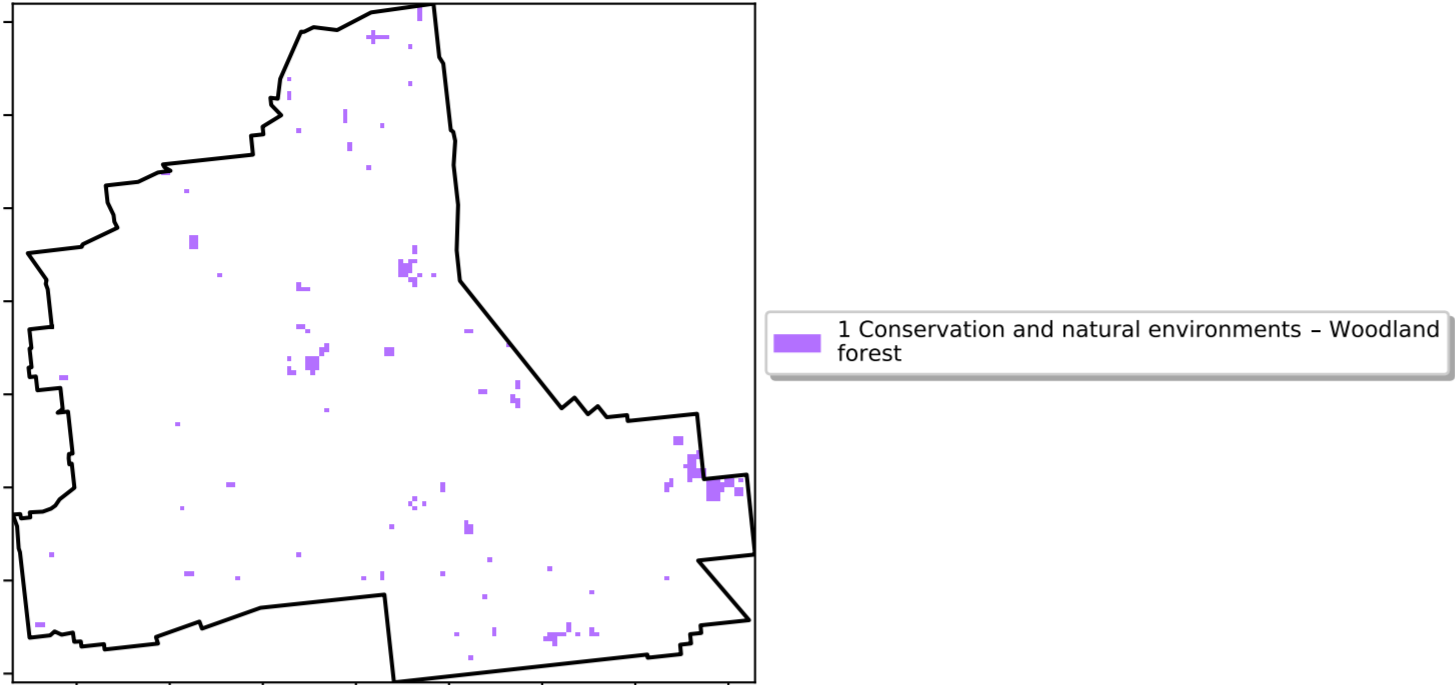 1 Conservation and natural environments – Woodland
forest